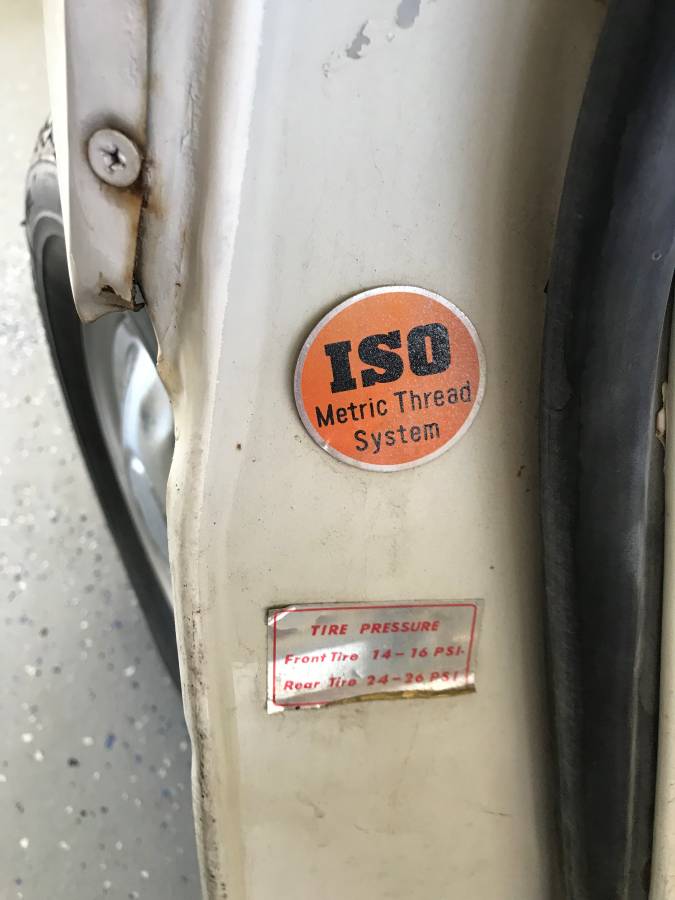 ISO
Metric Thread
System
TIRE PRESSURE
Front Tire 14-16 PSI.
Rear Tire 24-26 PSI